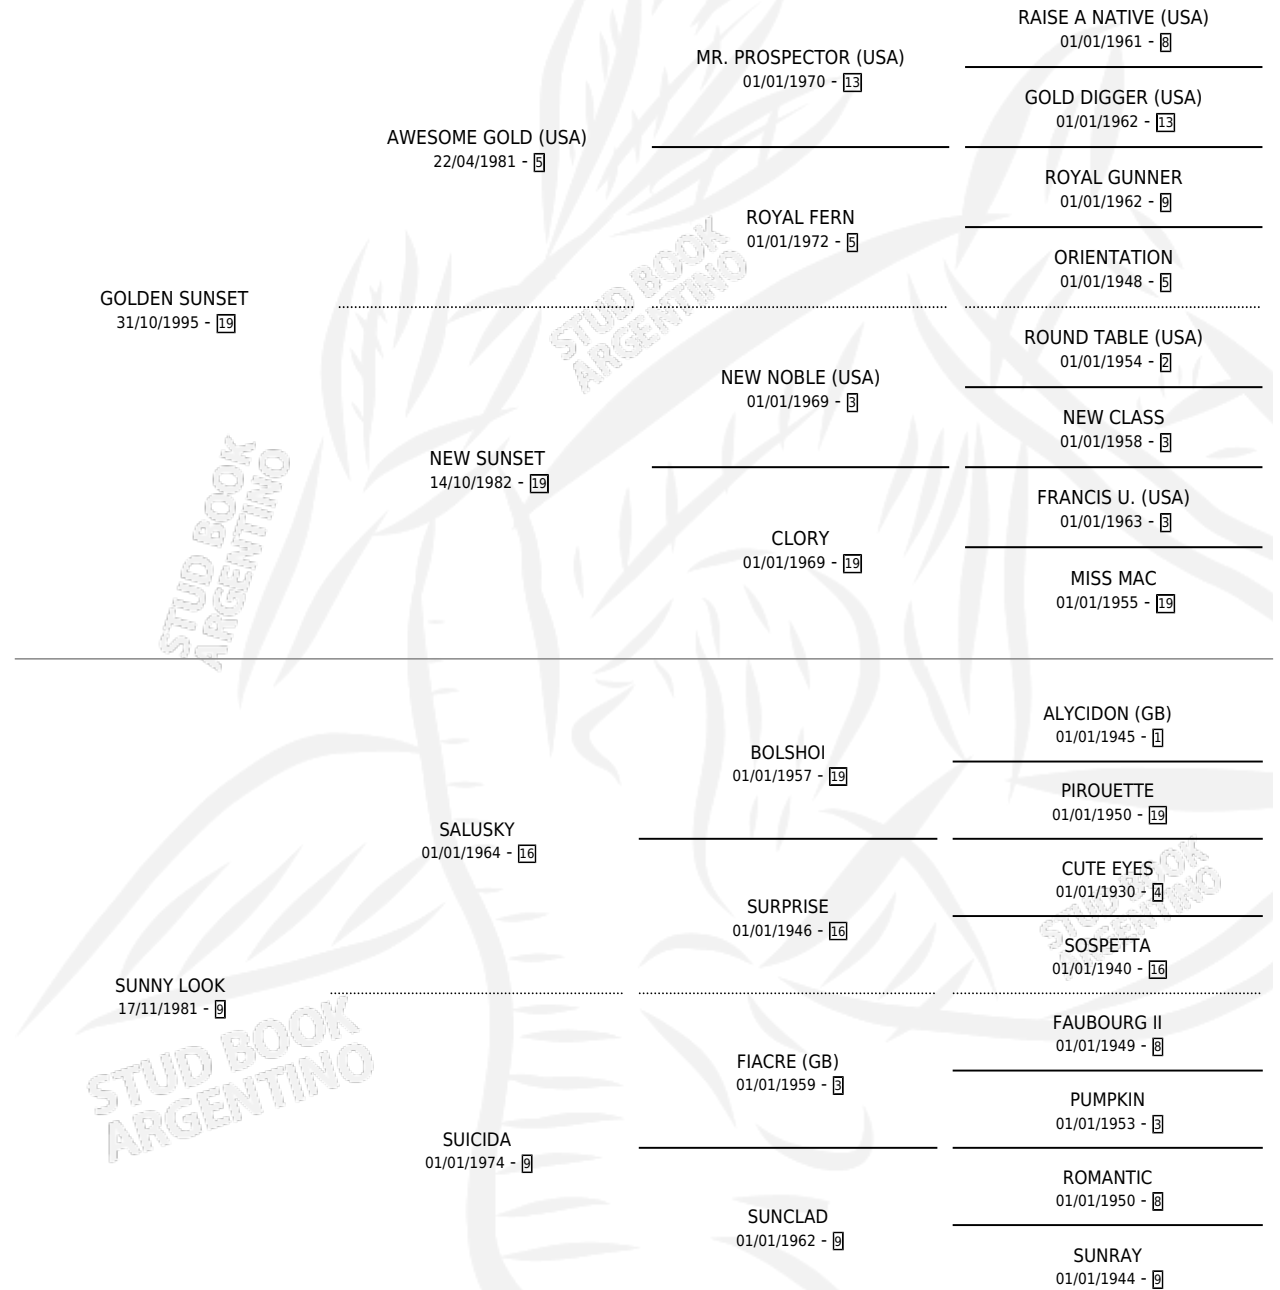 RAISE A NATIVE (USA)
01/01/1961 - 8
MR. PROSPECTOR (USA)
01/01/1970 - 13
GOLD DIGGER (USA)
01/01/1962 - 13
AWESOME GOLD (USA)
22/04/1981 - 5
ROYAL GUNNER
01/01/1962 - 9
ROYAL FERN
01/01/1972 - 5
ORIENTATION
01/01/1948 - 5
GOLDEN SUNSET
31/10/1995 - 19
ROUND TABLE (USA)
01/01/1954 - 2
NEW NOBLE (USA)
01/01/1969 - 3
NEW CLASS
01/01/1958 - 3
NEW SUNSET
14/10/1982 - 19
FRANCIS U. (USA)
01/01/1963 - 3
CLORY
01/01/1969 - 19
MISS MAC
01/01/1955 - 19
ALYCIDON (GB)
01/01/1945 - 1
BOLSHOI
01/01/1957 - 19
PIROUETTE
01/01/1950 - 19
SALUSKY
01/01/1964 - 16
CUTE EYES
01/01/1930 - 4
SURPRISE
01/01/1946 - 16
SOSPETTA
01/01/1940 - 16
SUNNY LOOK
17/11/1981 - 9
FAUBOURG II
01/01/1949 - 8
FIACRE (GB)
01/01/1959 - 3
PUMPKIN
01/01/1953 - 3
SUICIDA
01/01/1974 - 9
ROMANTIC
01/01/1950 - 8
SUNCLAD
01/01/1962 - 9
SUNRAY
01/01/1944 - 9
STUD BOOK
ARGENTINO
STUD BOOK
ARGENTINO
STUD BOOK
ARGENTINO
STUD BOOK
ARGENTINO